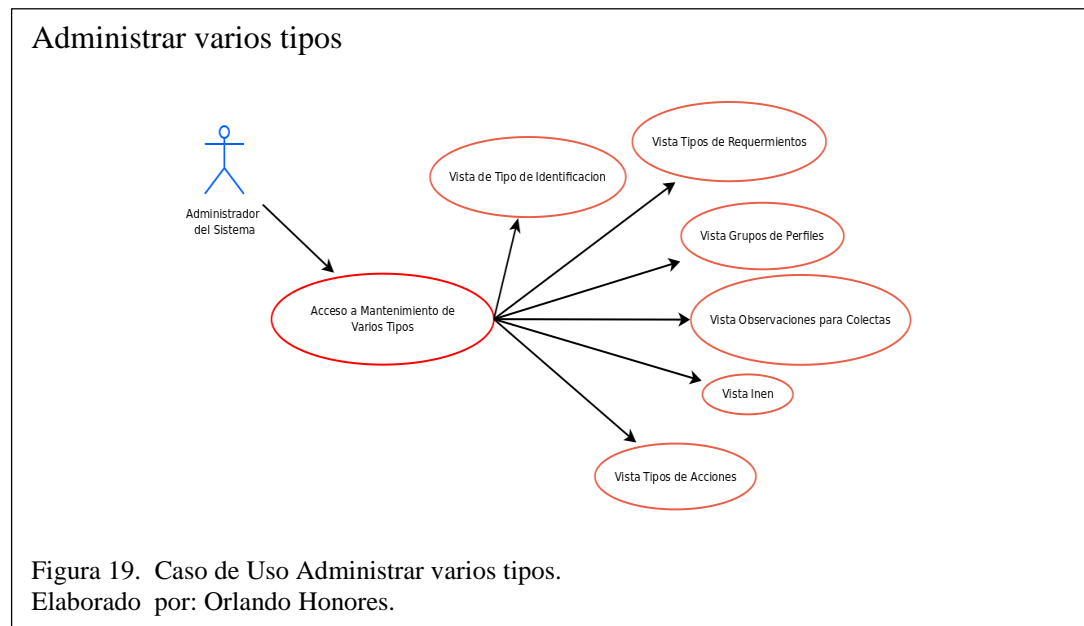 Administrar varios tipos
Vista Tipos de Requermientos
Vista de Tipo de Identificacion
Administrador
del Sistema
Vista Grupos de Perfiles
Acceso a Mantenimiento de
Varios Tipos
Vista Observaciones para Colectas
Vista Inen
Vista Tipos de Acciones
Figura 19.  Caso de Uso Administrar varios tipos.
Elaborado  por: Orlando Honores.